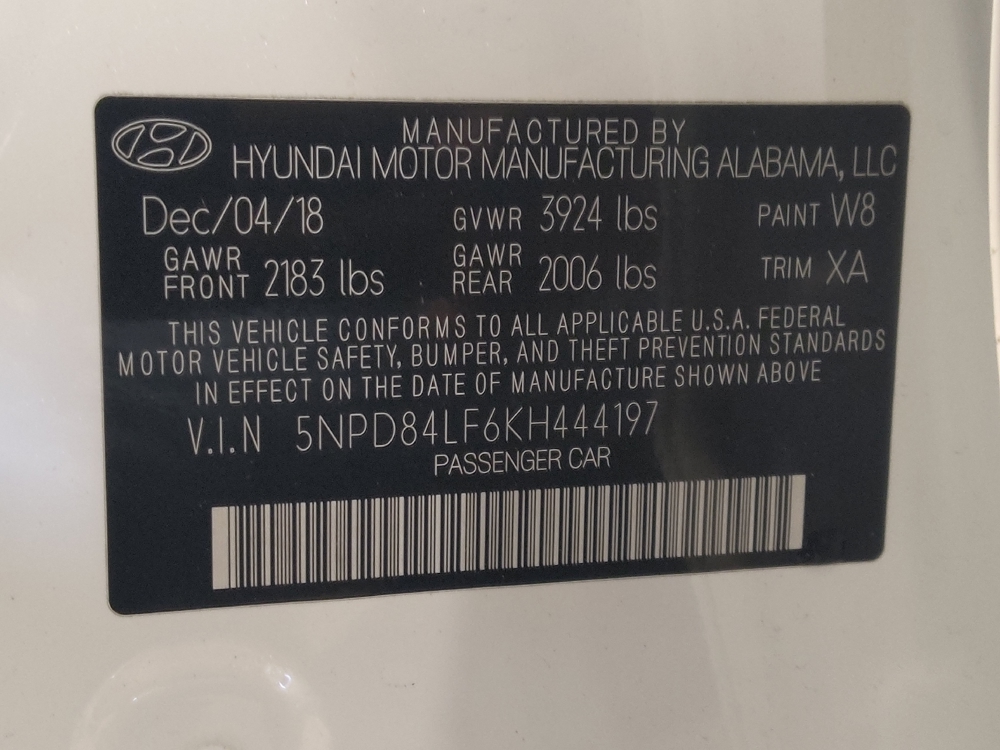 MANUFACTURED BY
HYUNDAI MOTOR MANUFACTURING ALABAMA, LLC
Dec/04/18 GVWR 3924 lbs PAINT W8
GAWR FRONT 2183 lbs GAWR REAR 2006 lbs TRIM XA
THIS VEHICLE CONFORMS TO ALL APPLICABLE U.S.A. FEDERAL
MOTOR VEHICLE SAFETY, BUMPER, AND THEFT PREVENTION STANDARDS
IN EFFECT ON THE DATE OF MANUFACTURE SHOWN ABOVE
V.I.N 5NPD84LF6KH444197
PASSENGER CAR